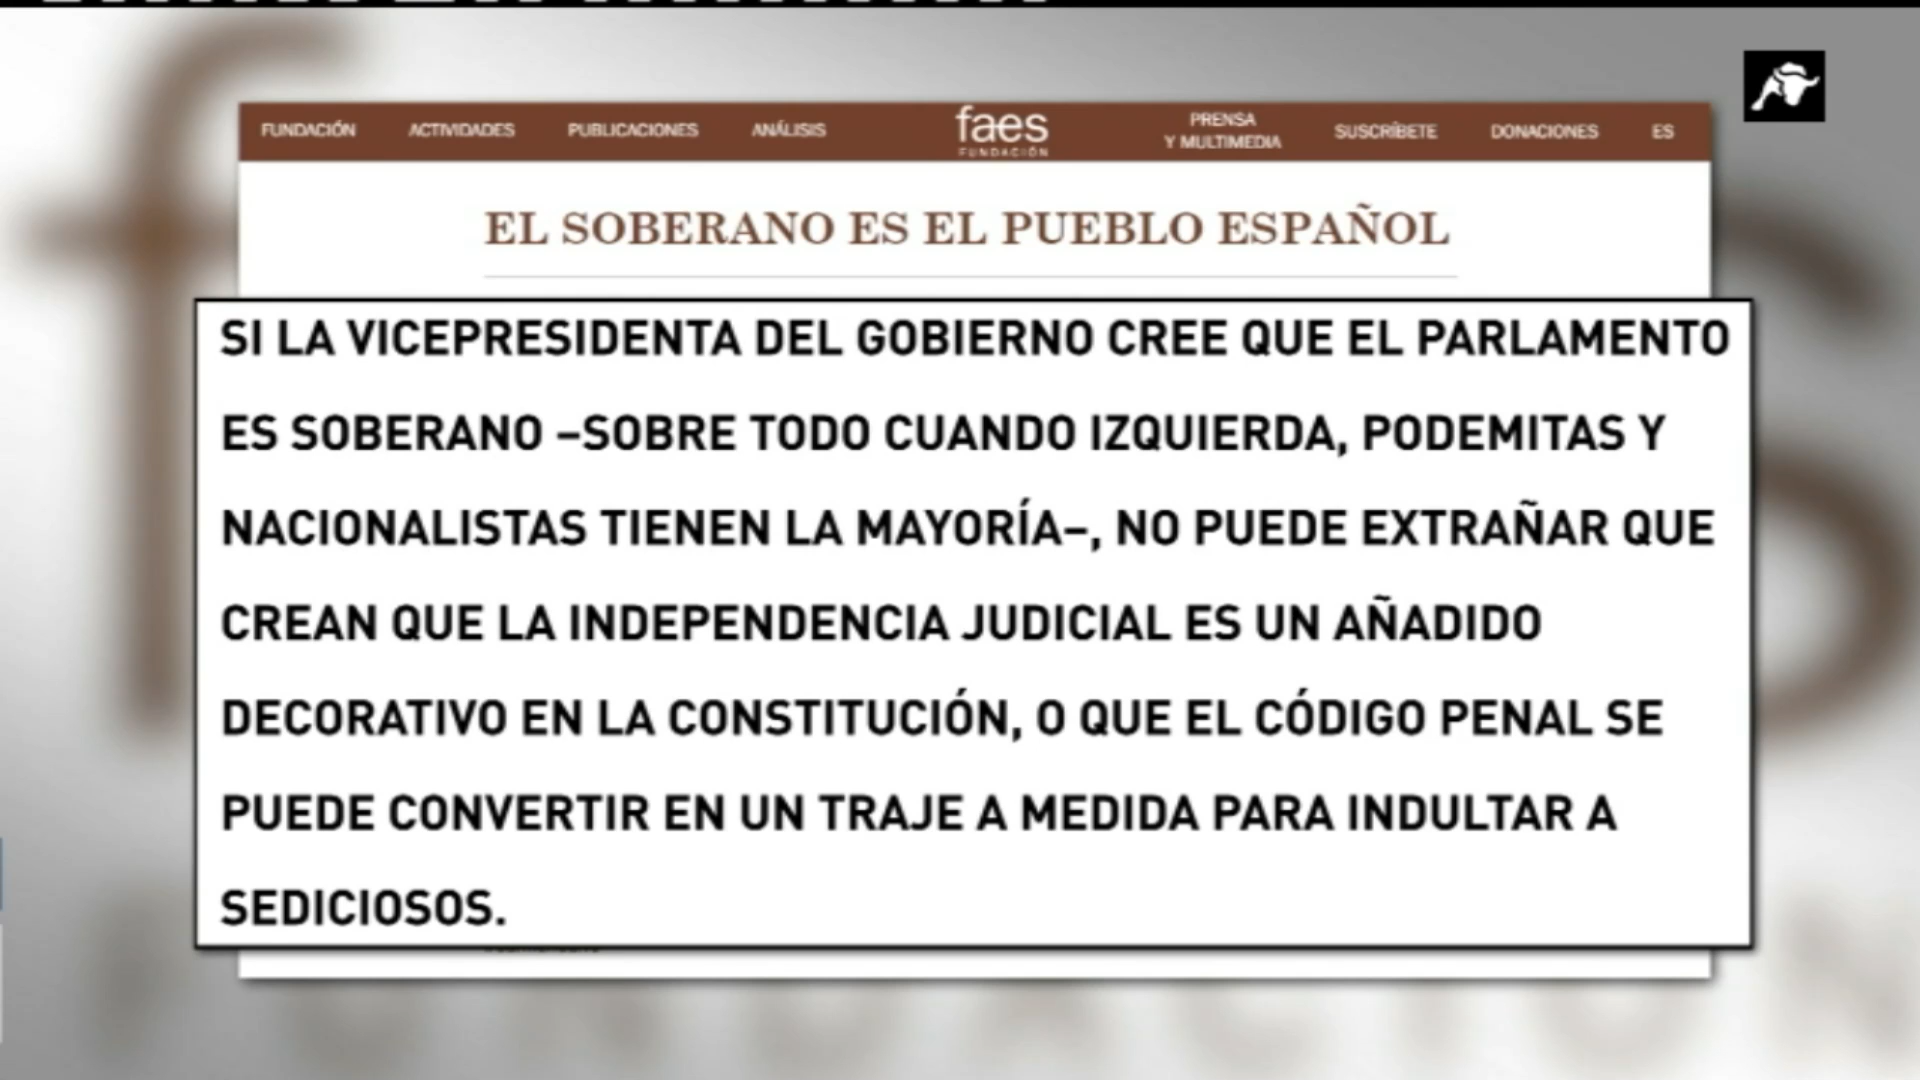 FUNDACIÓN ACTIVIDADES PUBLICACIONES ANÁLISIS faes FUNDACIÓN PRENSA Y MULTIMEDIA SUSCRÍBETE DONACIONES ES
EL SOBERANO ES EL PUEBLO ESPAÑOL
SI LA VICEPRESIDENTA DEL GOBIERNO CREE QUE EL PARLAMENTO
ES SOBERANO –SOBRE TODO CUANDO IZQUIERDA, PODEMITAS Y
NACIONALISTAS TIENEN LA MAYORÍA–, NO PUEDE EXTRAÑAR QUE
CREAN QUE LA INDEPENDENCIA JUDICIAL ES UN AÑADIDO
DECORATIVO EN LA CONSTITUCIÓN, O QUE EL CÓDIGO PENAL SE
PUEDE CONVERTIR EN UN TRAJE A MEDIDA PARA INDULTAR A
SEDICIOSOS.